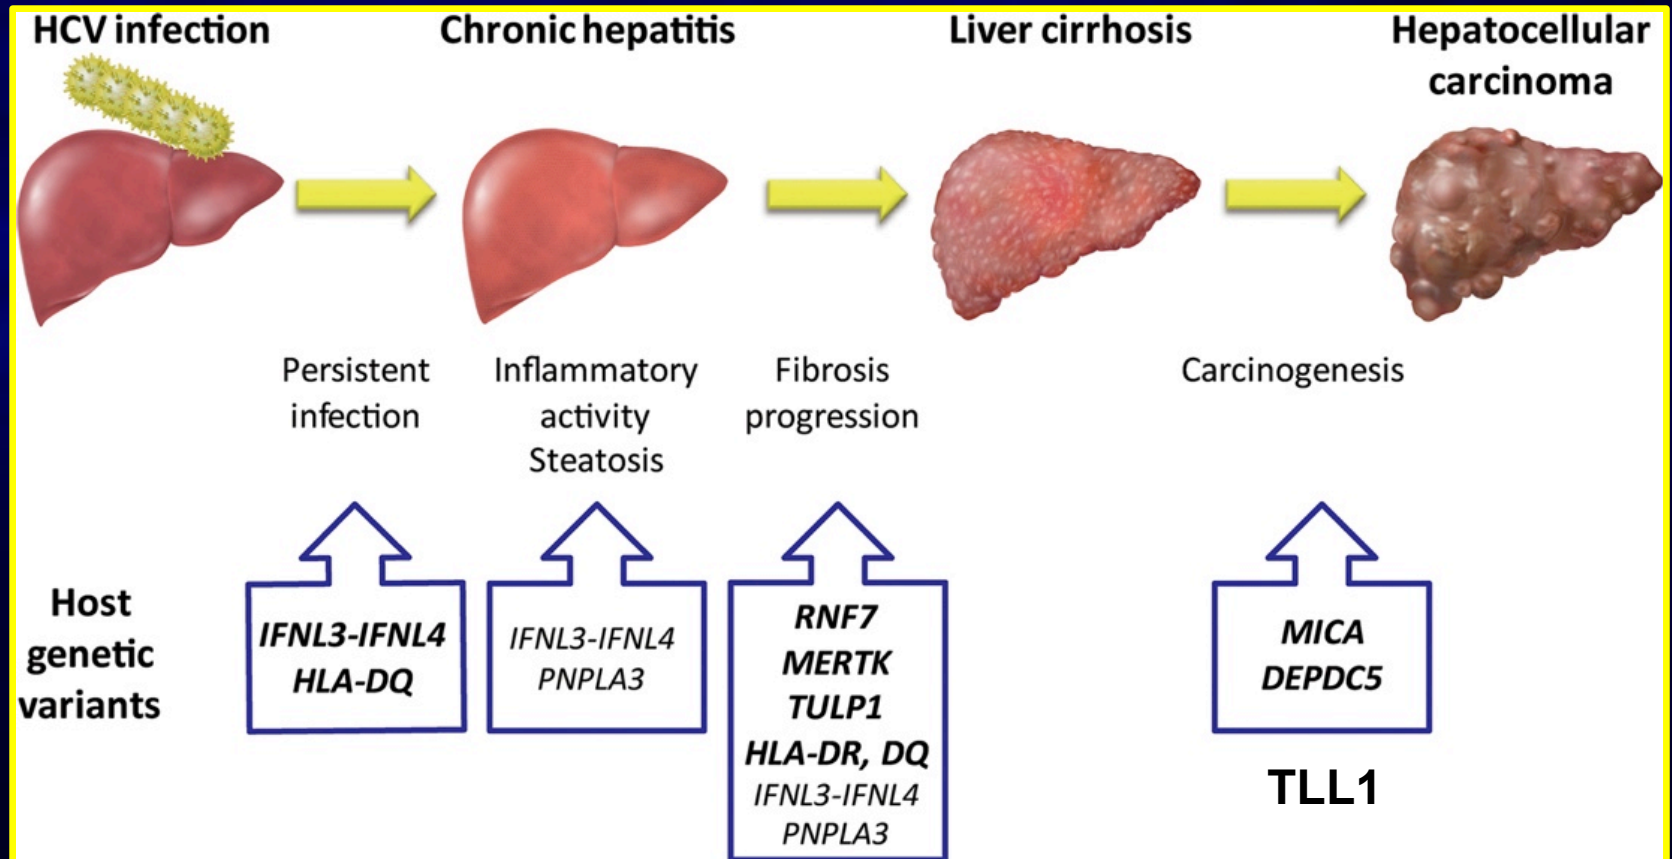 HCV infection
Chronic hepatitis
Liver cirrhosis
Hepatocellular
carcinoma
Persistent
infection
Inflammatory
activity
Steatosis
Fibrosis
progression
Carcinogenesis
Host
genetic
variants
IFNL3-IFNL4
HLA-DQ
IFNL3-IFNL4
PNPLA3
RNF7
MERTK
TULP1
HLA-DR, DQ
IFNL3-IFNL4
PNPLA3
MICA
DEPDC5
TLL1